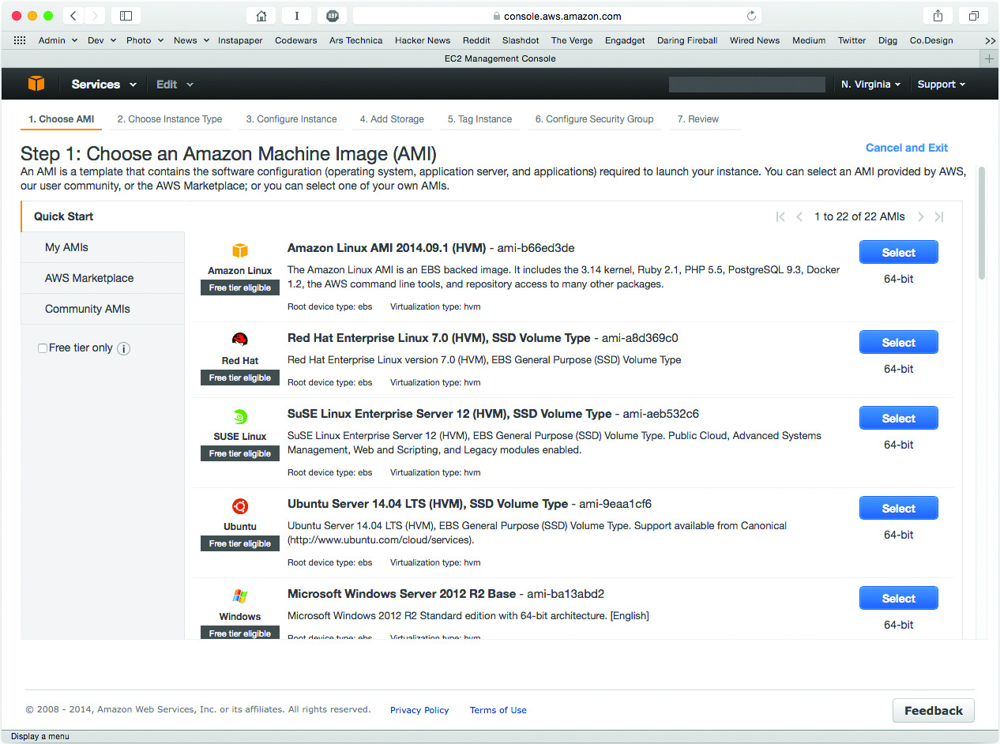 I
ABP
console.aws.amazon.com
Admin Dev Photo News Instapaper Codewars Ars Technica Hacker News Reddit Slashdot The Verge Engadget Daring Fireball Wired News Medium Twitter Digg Co.Design >>
EC2 Management Console
Services Edit N. Virginia Support
1. Choose AMI 2. Choose Instance Type 3. Configure Instance 4. Add Storage 5. Tag Instance 6. Configure Security Group 7. Review
Step 1: Choose an Amazon Machine Image (AMI)
Cancel and Exit
An AMI is a template that contains the software configuration (operating system, application server, and applications) required to launch your instance. You can select an AMI provided by AWS,
our user community, or the AWS Marketplace; or you can select one of your own AMIs.
Quick Start
My AMIs
AWS Marketplace
Community AMIs
Free tier only i
1 to 22 of 22 AMIs
Amazon Linux
Free tier eligible
Amazon Linux AMI 2014.09.1 (HVM) - ami-b66ed3de
The Amazon Linux AMI is an EBS backed image. It includes the 3.14 kernel, Ruby 2.1, PHP 5.5, PostgreSQL 9.3, Docker
1.2, the AWS command line tools, and repository access to many other packages.
Root device type: ebs Virtualization type: hvm
Select
64-bit
Red Hat
Free tier eligible
Red Hat Enterprise Linux 7.0 (HVM), SSD Volume Type - ami-a8d369c0
Red Hat Enterprise Linux version 7.0 (HVM), EBS General Purpose (SSD) Volume Type
Root device type: ebs Virtualization type: hvm
Select
64-bit
SUSE Linux
Free tier eligible
SuSE Linux Enterprise Server 12 (HVM), SSD Volume Type - ami-aeb532c6
SuSE Linux Enterprise Server 12 (HVM), EBS General Purpose (SSD) Volume Type. Public Cloud, Advanced Systems
Management, Web and Scripting, and Legacy modules enabled.
Root device type: ebs Virtualization type: hvm
Select
64-bit
Ubuntu
Free tier eligible
Ubuntu Server 14.04 LTS (HVM), SSD Volume Type - ami-9eaa1cf6
Ubuntu Server 14.04 LTS (HVM), EBS General Purpose (SSD) Volume Type. Support available from Canonical
(http://www.ubuntu.com/cloud/services).
Root device type: ebs Virtualization type: hvm
Select
64-bit
Windows
Free tier eligible
Microsoft Windows Server 2012 R2 Base - ami-ba13abd2
Microsoft Windows 2012 R2 Standard edition with 64-bit architecture. [English]
Root device type: ebs Virtualization type: hvm
Select
64-bit
© 2008 - 2014, Amazon Web Services, Inc. or its affiliates. All rights reserved. Privacy Policy Terms of Use
Feedback
Display a menu